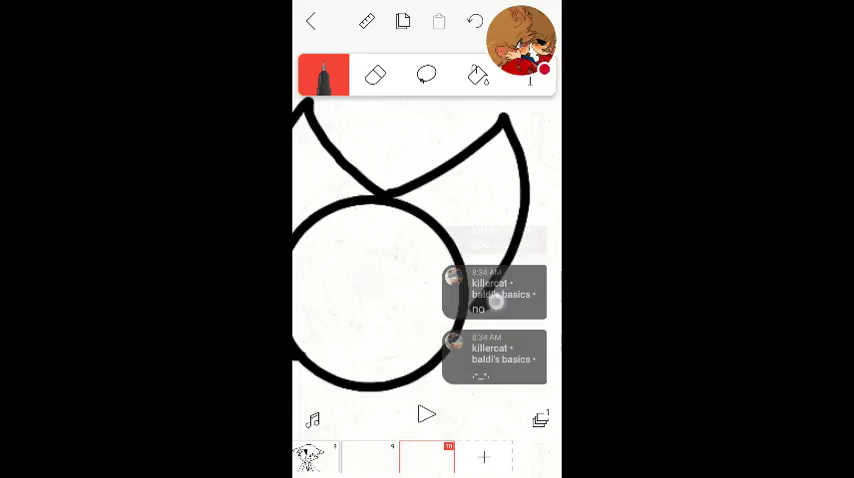 8:34 AM
killercat •
baldi's basics •
no
8:34 AM
killercat •
baldi's basics •
•-_-•
1
9
10